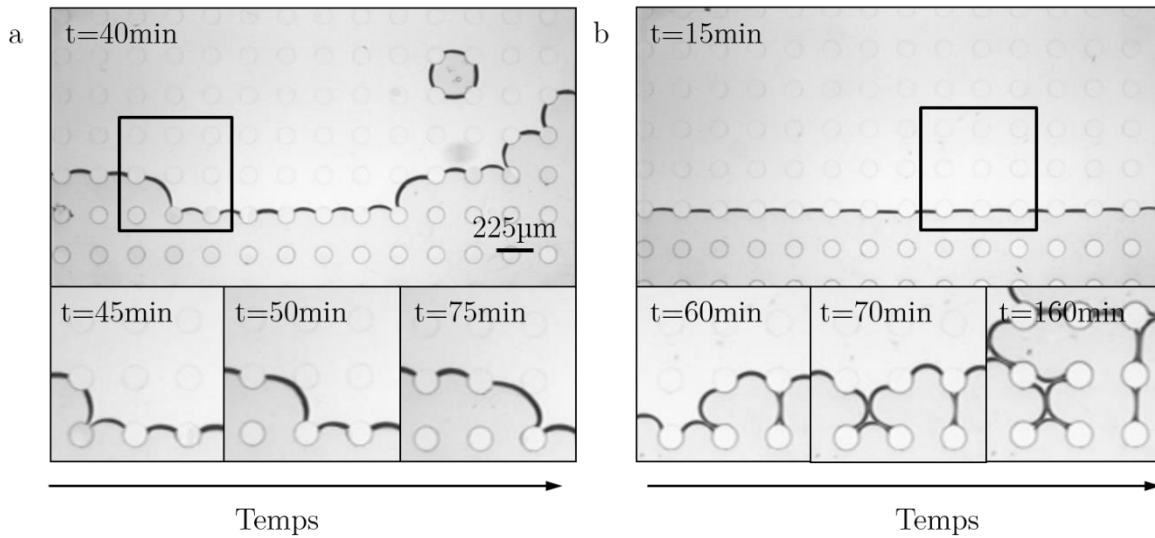 a
t=40min
225µm
t=45min
t=50min
t=75min
Temps
b
t=15min
t=60min
t=70min
t=160min
Temps